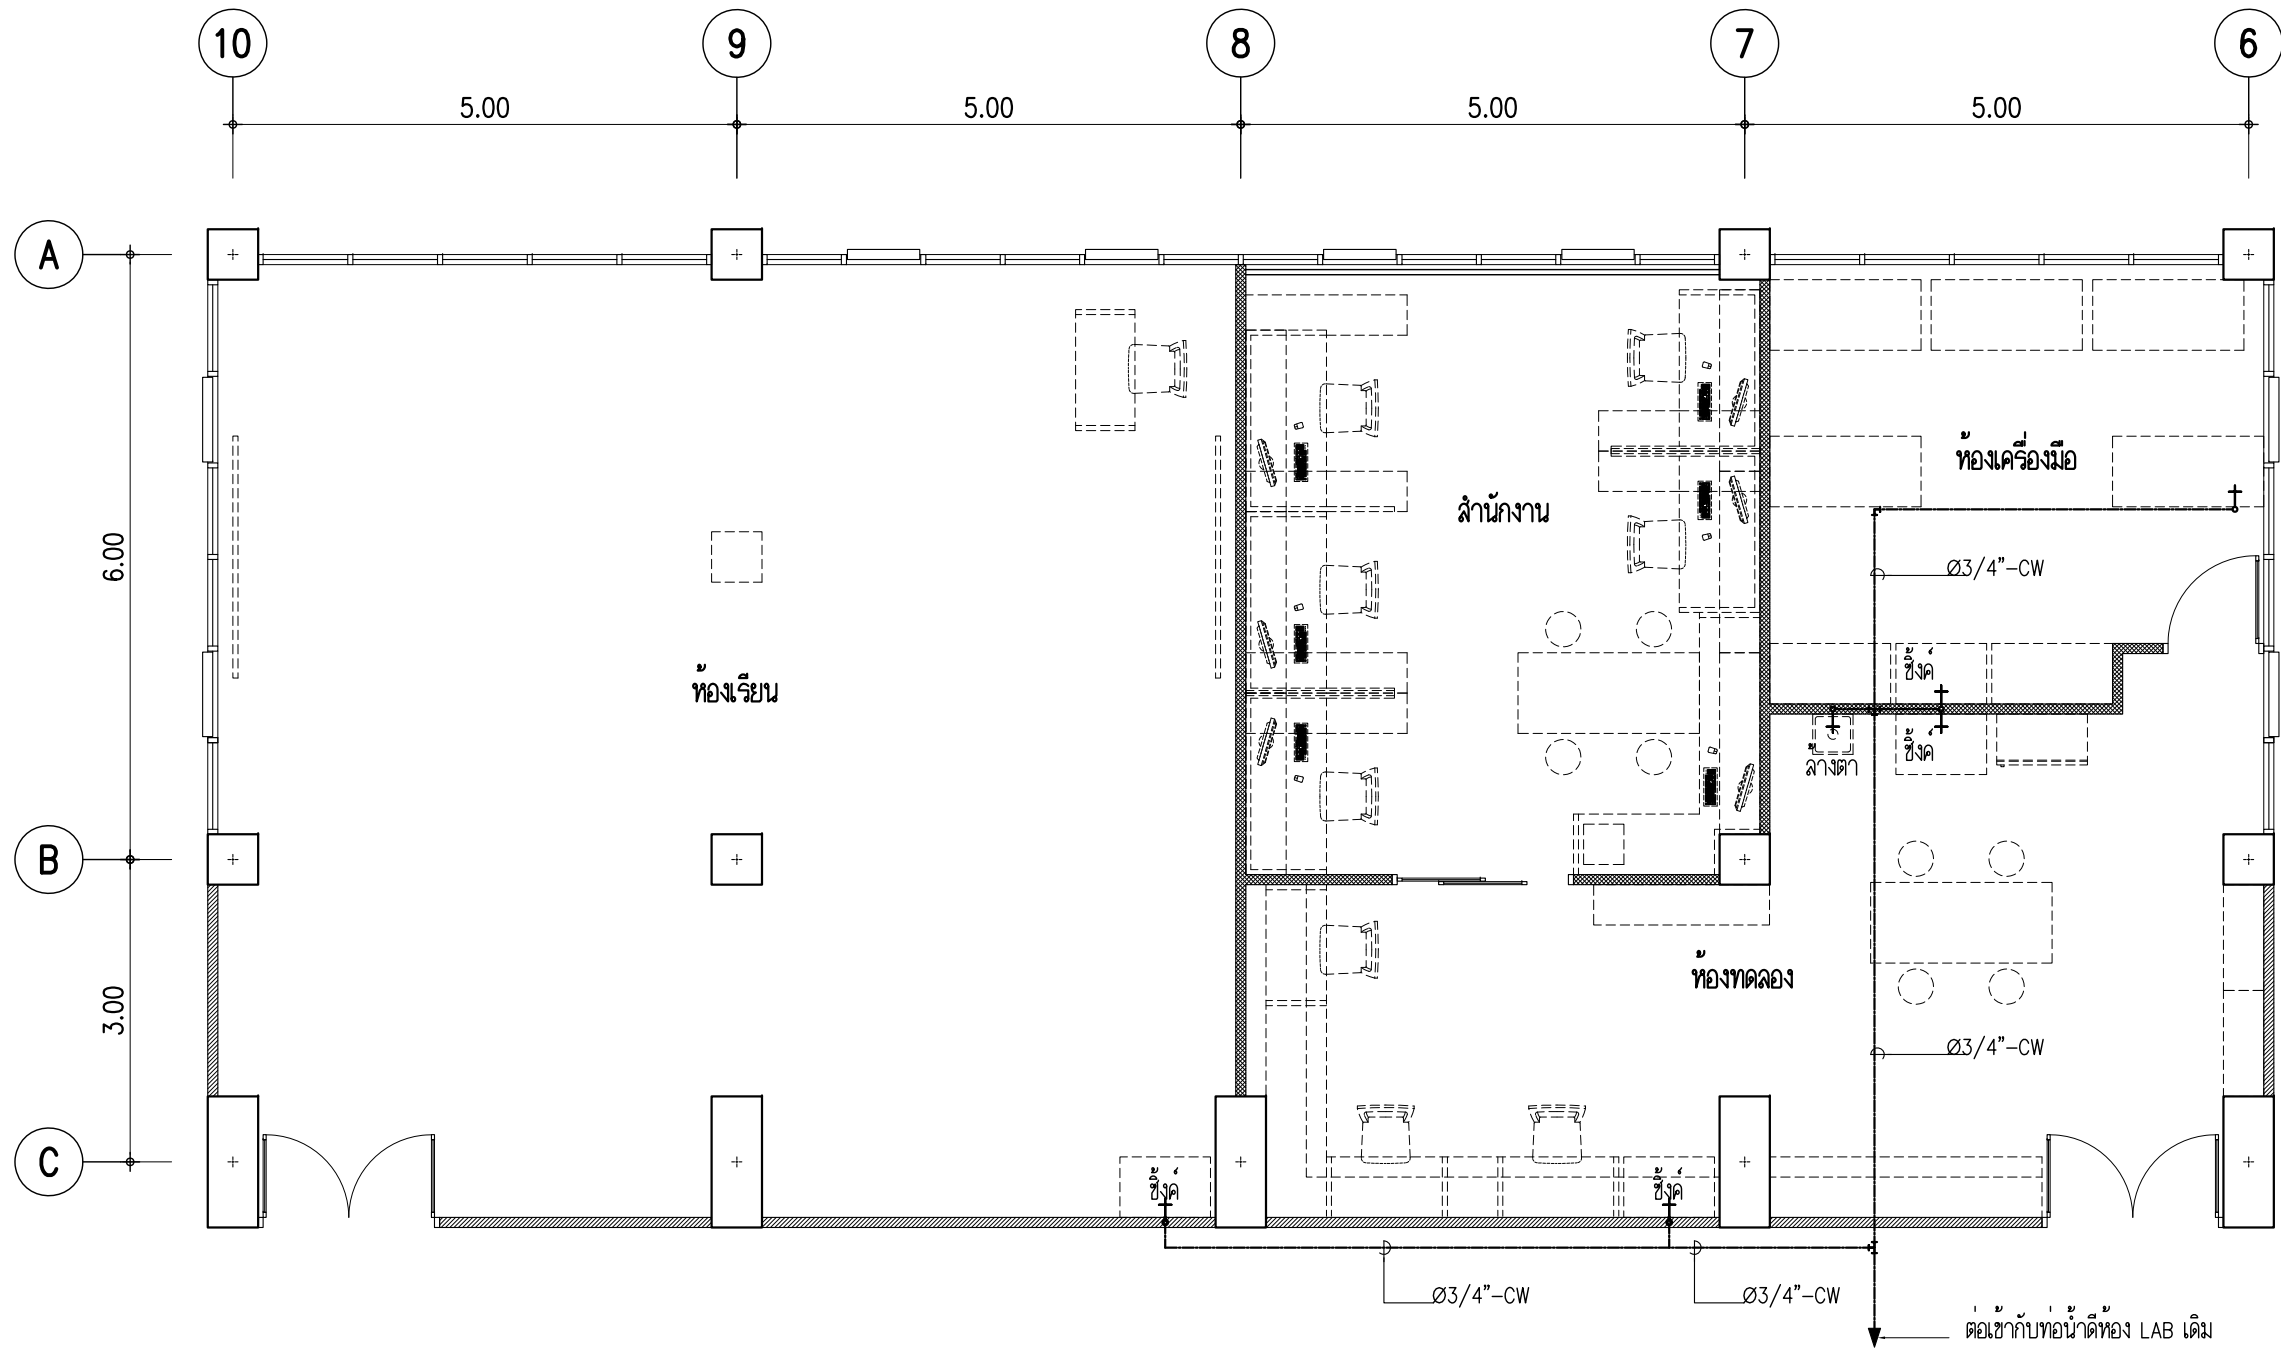 10
9
8
7
6
5.00
5.00
5.00
5.00
A
ห้องเครื่องมือ
สำนักงาน
6.00
Ø3/4"-CW
ห้องเรียน
ซิ้งค์
ซิ้งค์
ล้างตา
B
ห้องทดลอง
3.00
Ø3/4"-CW
C
ซิ้งค์
ซิ้งค์
Ø3/4"-CW
Ø3/4"-CW
ต่อเข้ากับท่อน้ำดีห้อง LAB เดิม